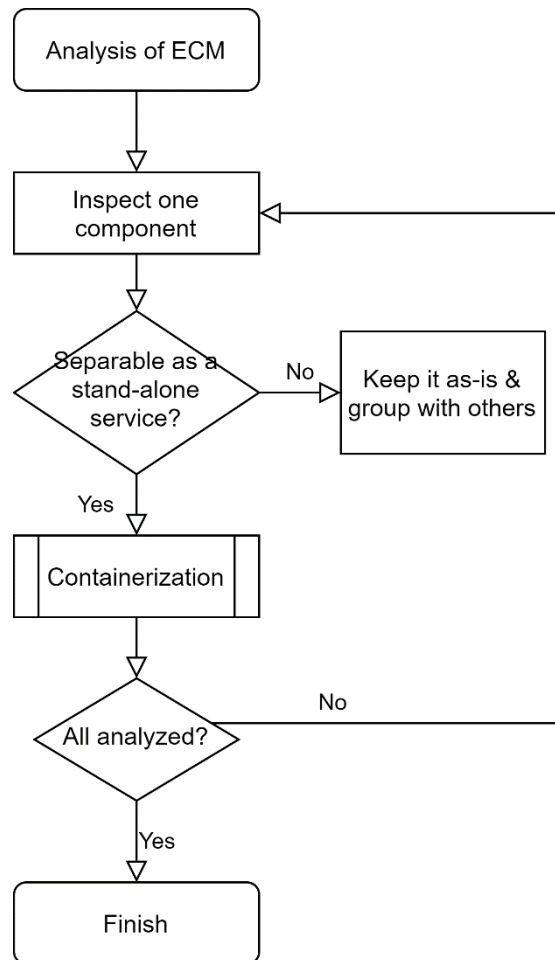 Analysis of ECM
Inspect one
component
Separable as a
stand-alone
service?
No
Keep it as-is &
group with others
Yes
Containerization
No
All analyzed?
Yes
Finish